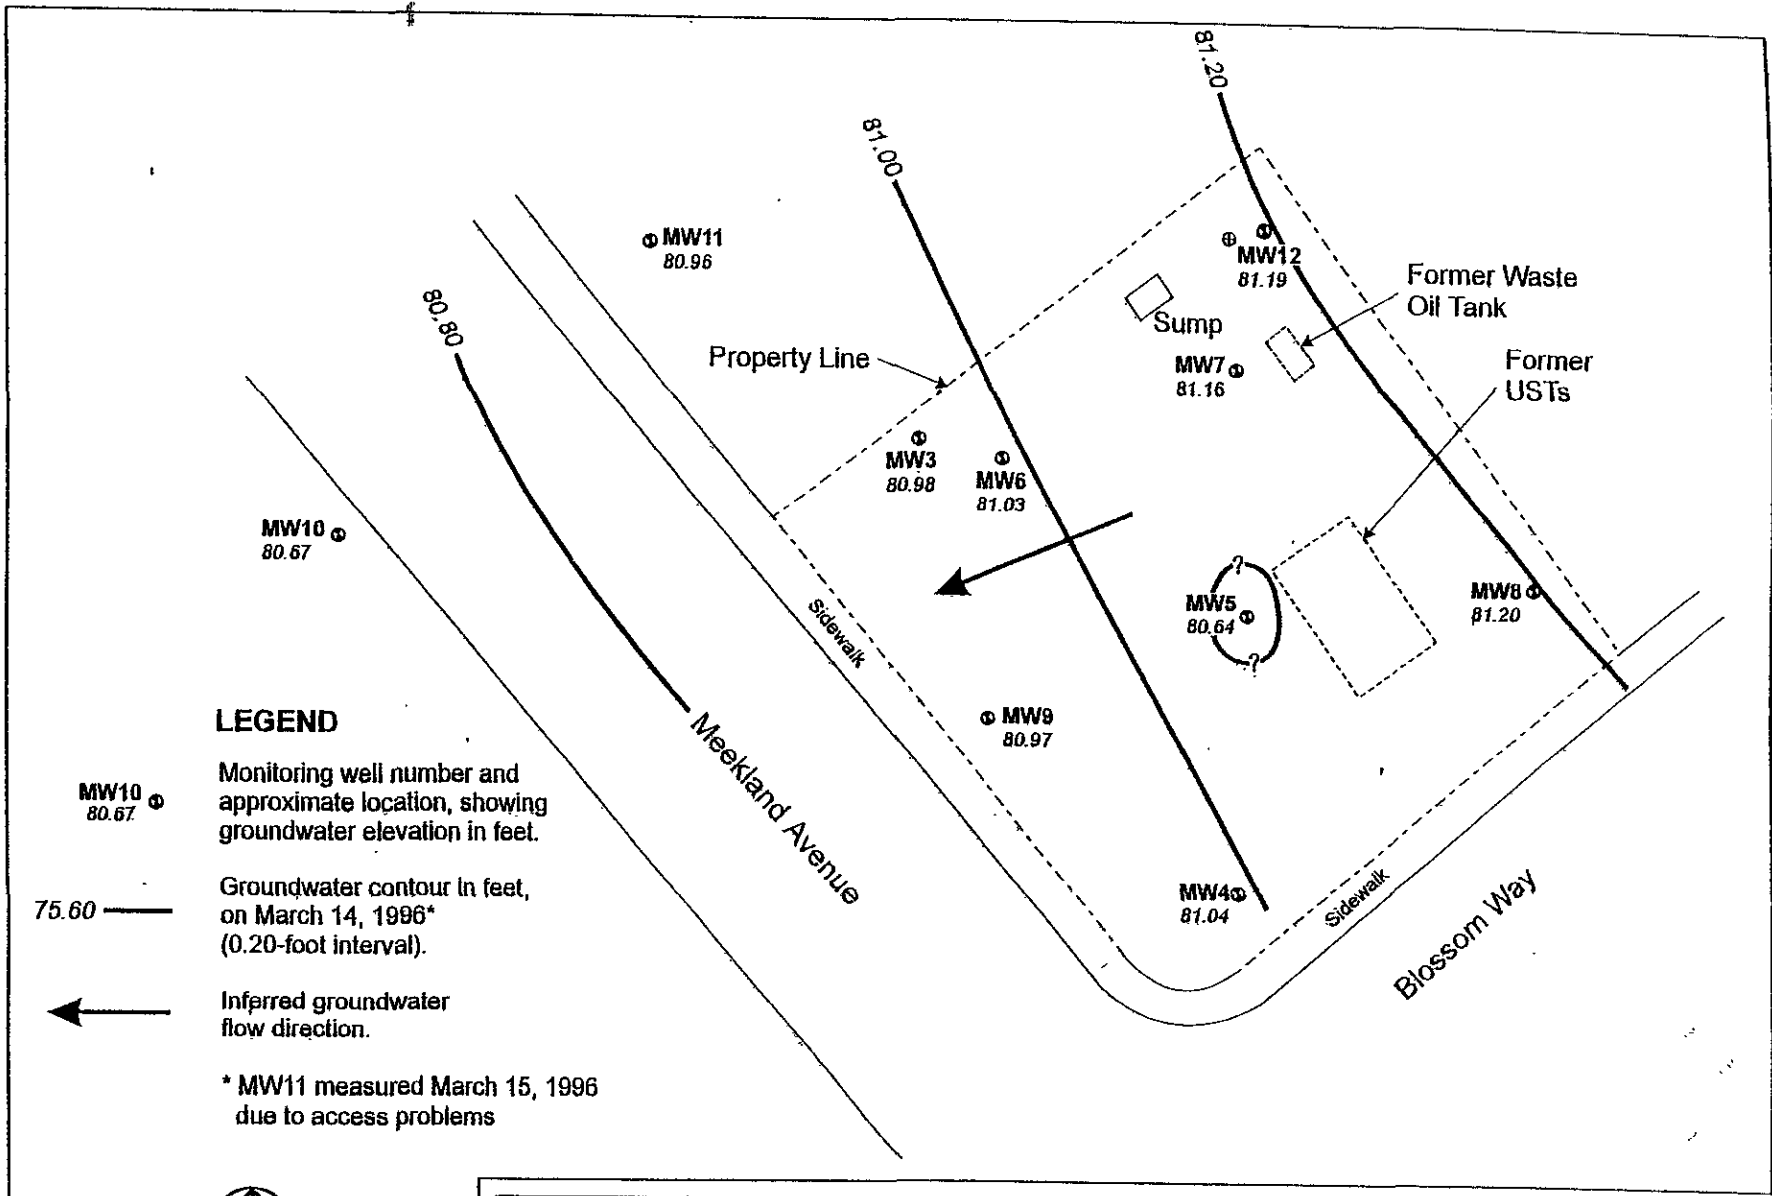 81.20
81.00
80.80
MW11
80.96
MW12
81.19
Former Waste
Oil Tank
Sump
Property Line
MW7
81.16
Former
USTs
MW3
80.98
MW6
81.03
MW10
80.67
?
MW5
80.64
?
MW8
81.20
Sidewalk
MW9
80.97
Meekland Avenue
MW4
81.04
Sidewalk
Blossom Way
LEGEND
MW10
80.67
Monitoring well number and
approximate location, showing
groundwater elevation in feet.
75.60
Groundwater contour in feet,
on March 14, 1996*
(0.20-foot interval).
Inferred groundwater
flow direction.
* MW11 measured March 15, 1996
due to access problems